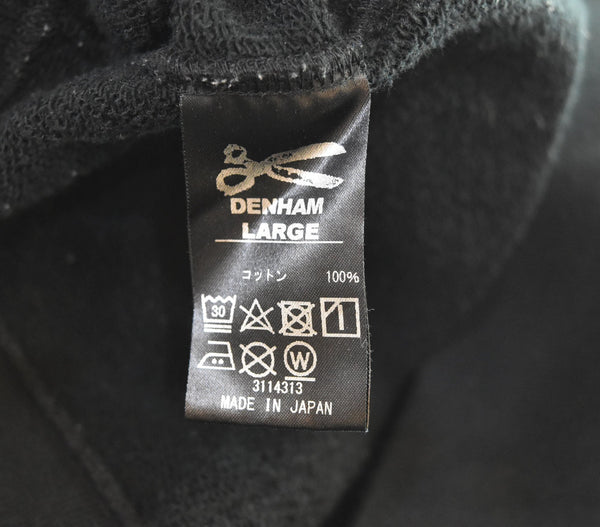 DENHAM
LARGE
コットン 100%
30
W
3114313
MADE IN JAPAN